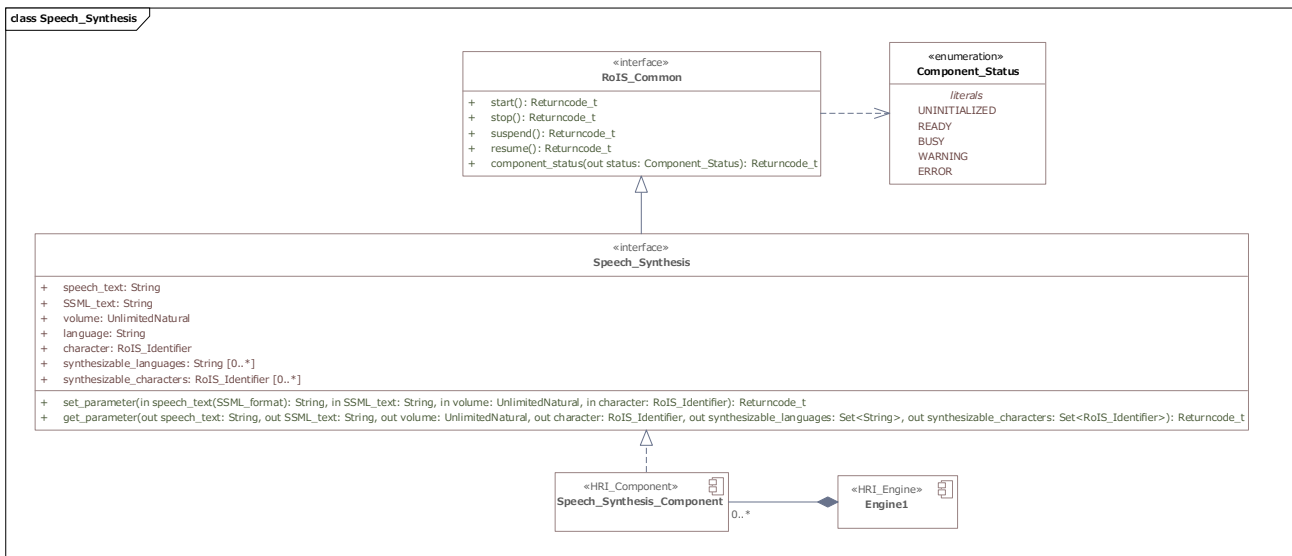 class Speech_Synthesis
«interface»
RoIS_Common
+ start(): Returncode_t
+ stop(): Returncode_t
+ suspend(): Returncode_t
+ resume(): Returncode_t
+ component_status(out status: Component_Status): Returncode_t
«enumeration»
Component_Status
literals
UNINITIALIZED
READY
BUSY
WARNING
ERROR
«interface»
Speech_Synthesis
+ speech_text: String
+ SSML_text: String
+ volume: UnlimitedNatural
+ language: String
+ character: RoIS_Identifier
+ synthesizable_languages: String [0..*]
+ synthesizable_characters: RoIS_Identifier [0..*]
+ set_parameter(in speech_text(SSML_format): String, in SSML_text: String, in volume: UnlimitedNatural, in character: RoIS_Identifier): Returncode_t
+ get_parameter(out speech_text: String, out SSML_text: String, out volume: UnlimitedNatural, out character: RoIS_Identifier, out synthesizable_languages: Set<String>, out synthesizable_characters: Set<RoIS_Identifier>): Returncode_t
«HRI_Component»
Speech_Synthesis_Component
0..*
«HRI_Engine»
Engine1